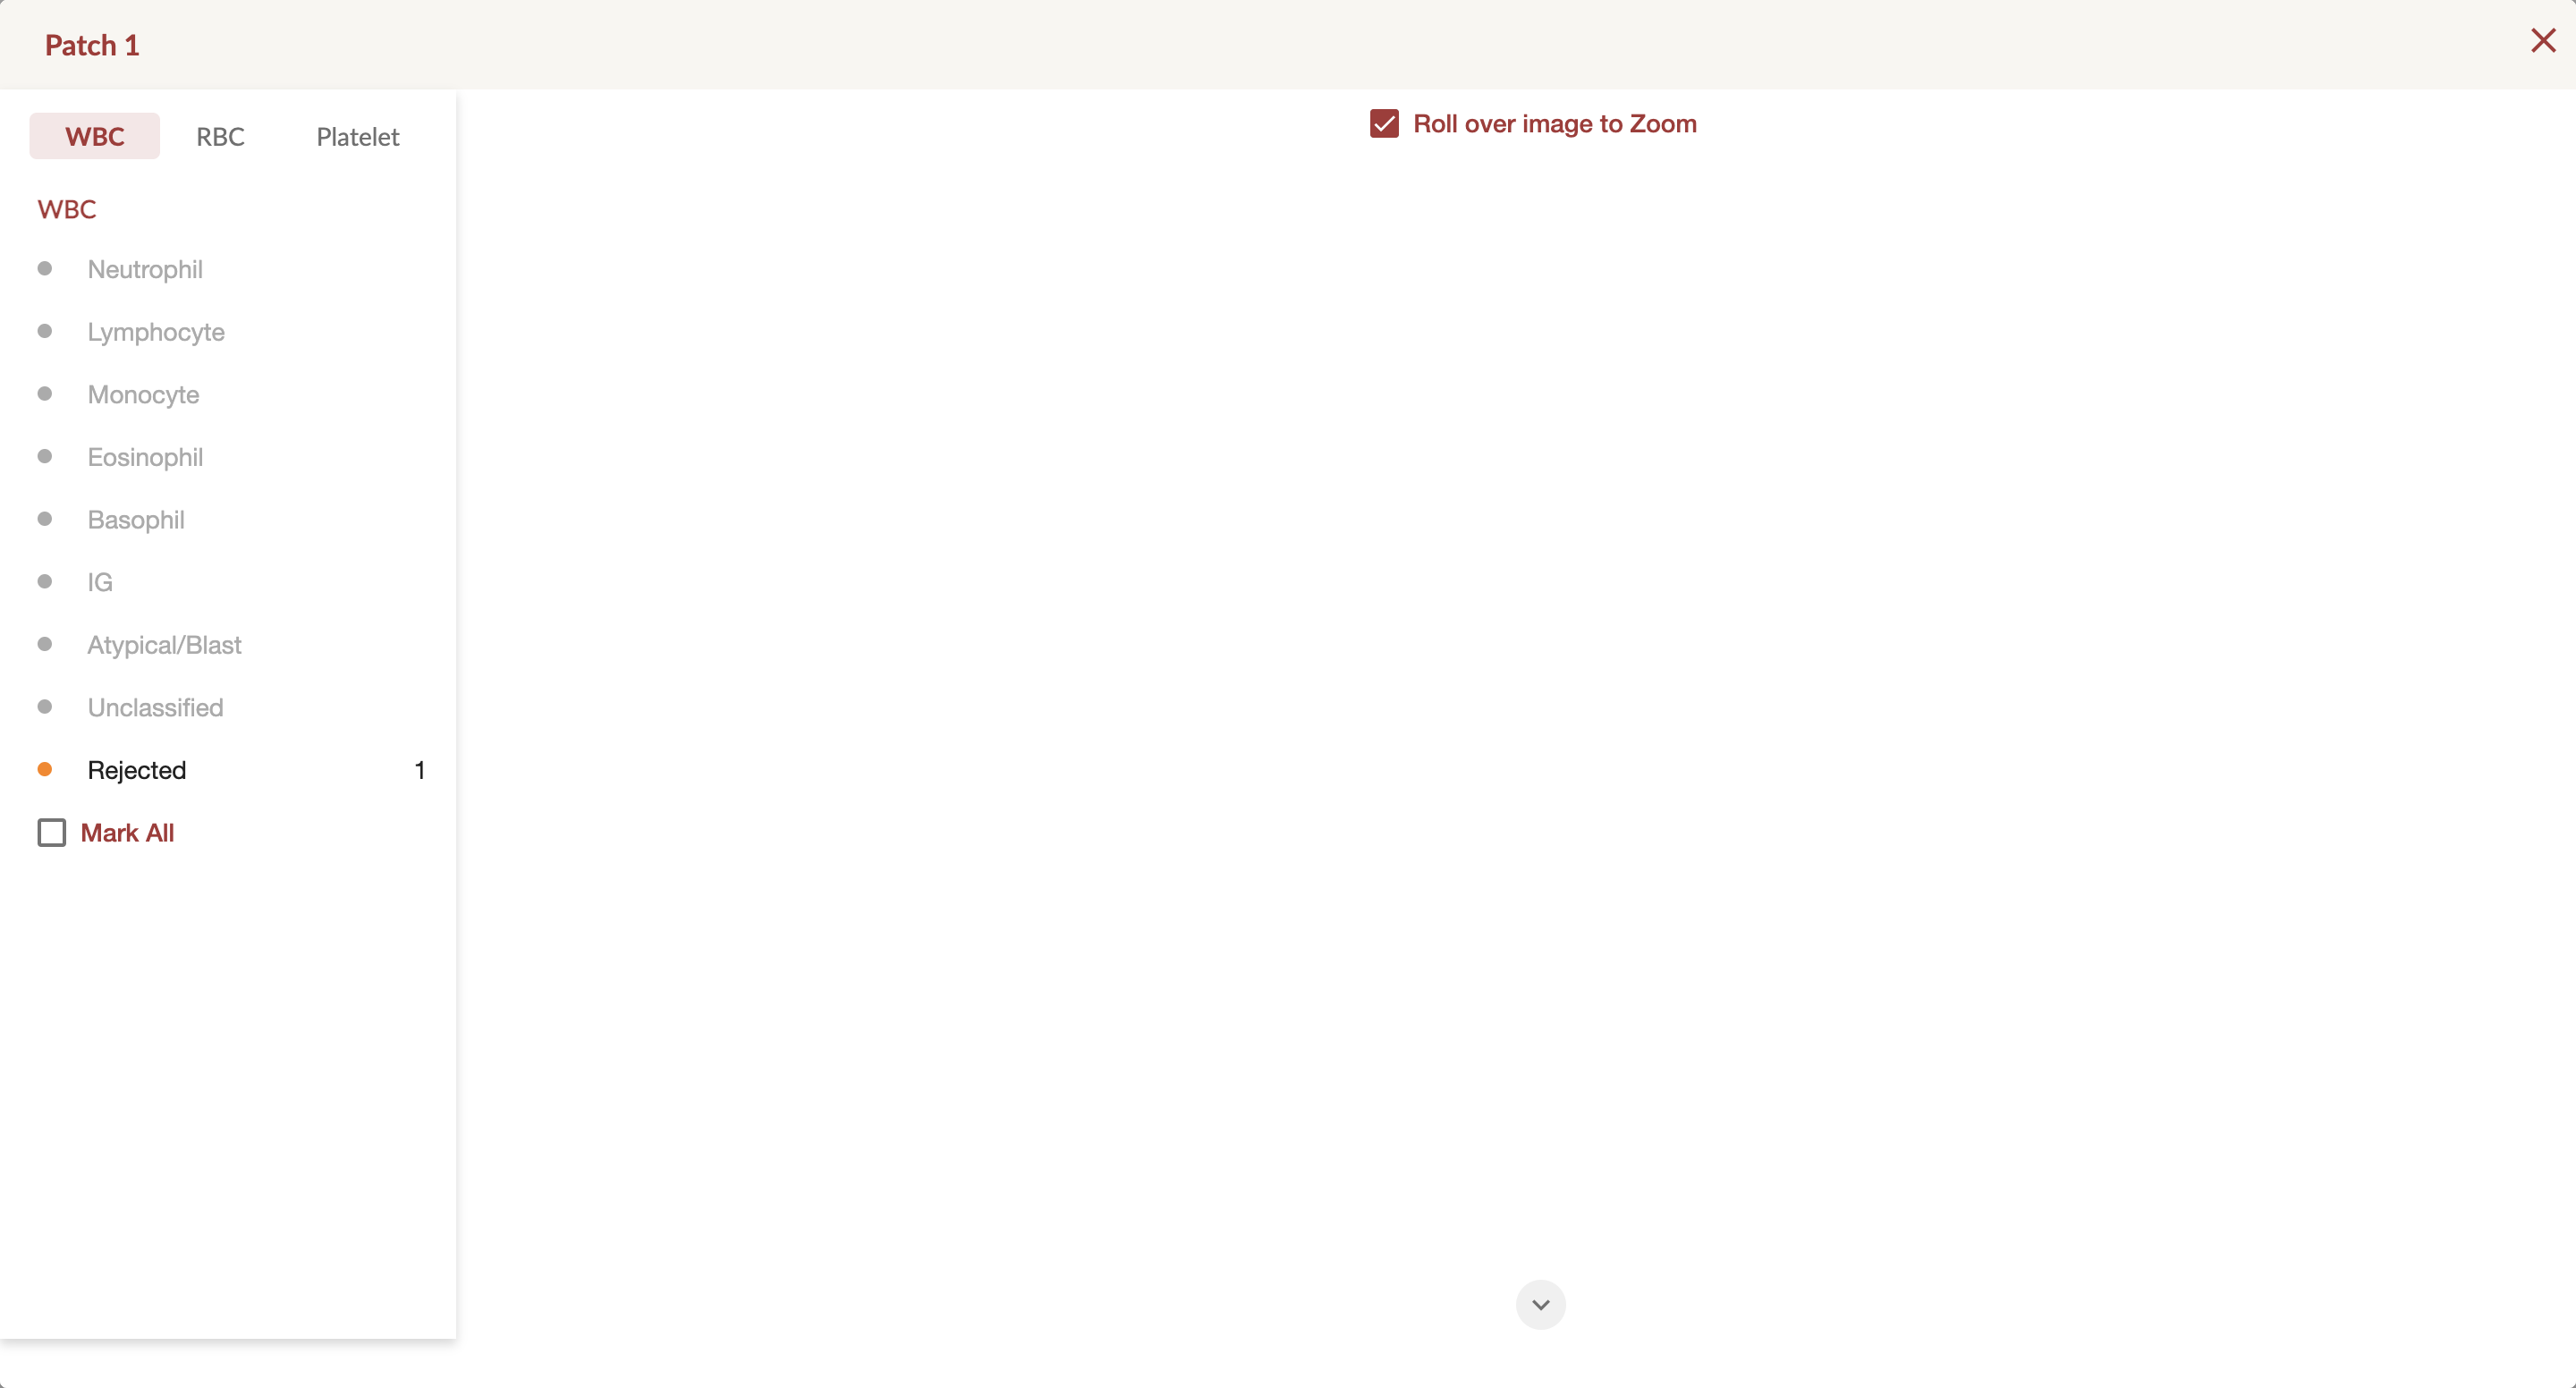 Patch 1
WBC RBC Platelet
Roll over image to Zoom
WBC
Neutrophil
Lymphocyte
Monocyte
Eosinophil
Basophil
IG
Atypical/Blast
Unclassified
Rejected 1
Mark All